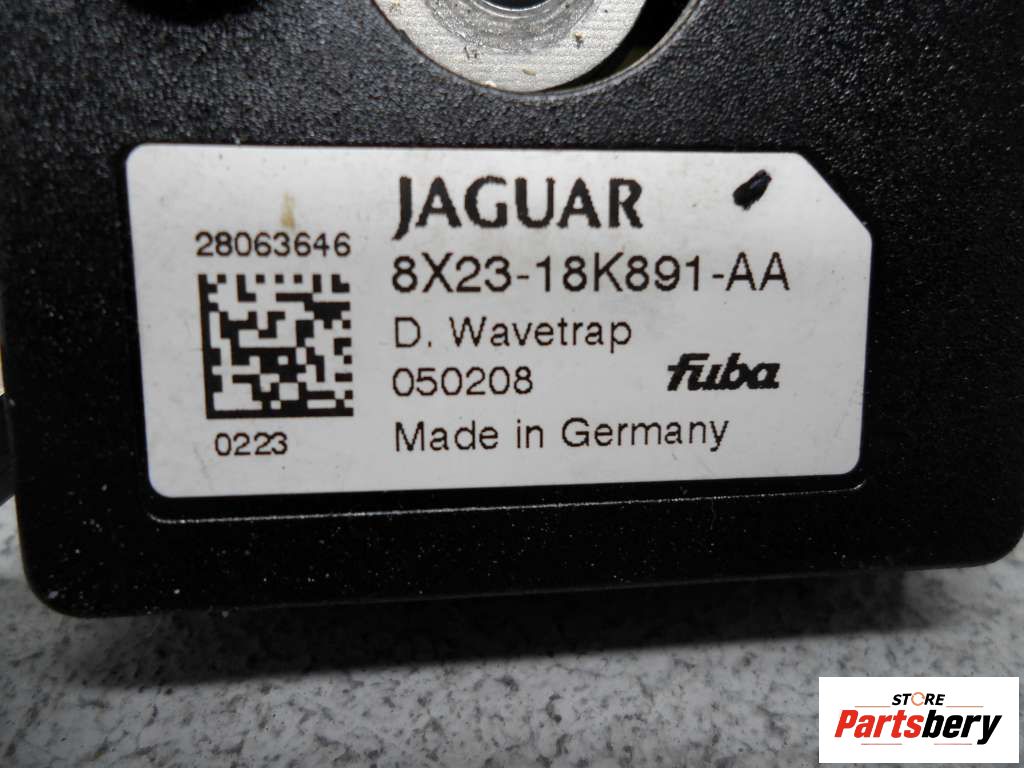 JAGUAR
28063646
8X23-18K891-AA
D. Wavetrap
050208
fuba
0223
Made in Germany
STORE
Partsbery